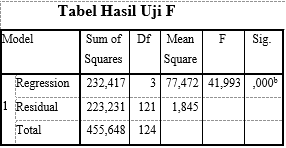 Tabel Hasil Uji F
Model Sum of Squares Df Mean Square F Sig.
1 Regression 232,417 3 77,472 41,993 ,000b
Residual 223,231 121 1,845
Total 455,648 124